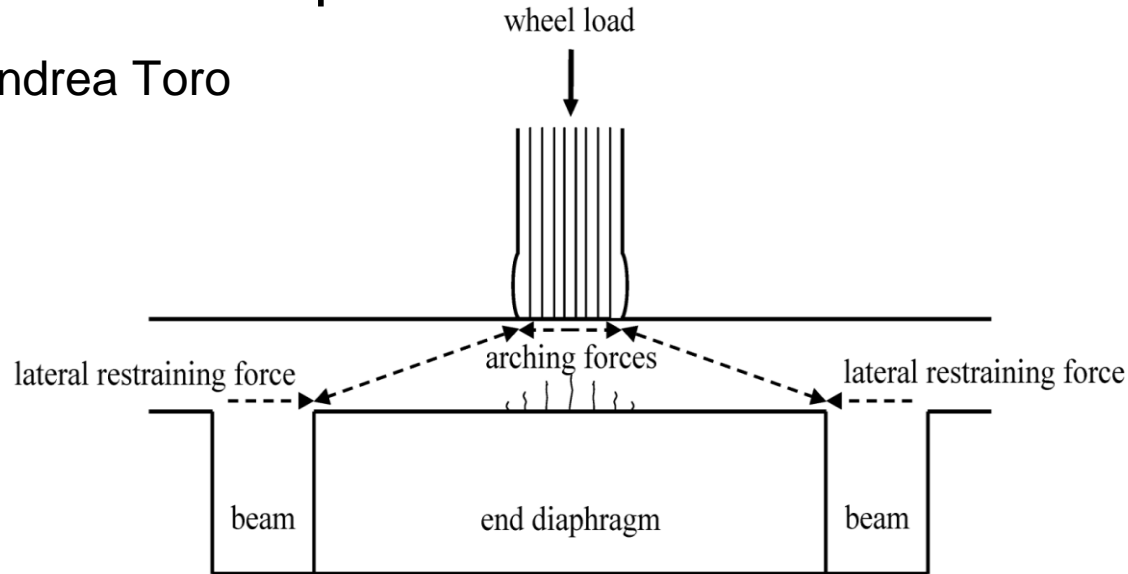 wheel load
ndrea Toro
arching forces
lateral restraining force
lateral restraining force
beam
end diaphragm
beam